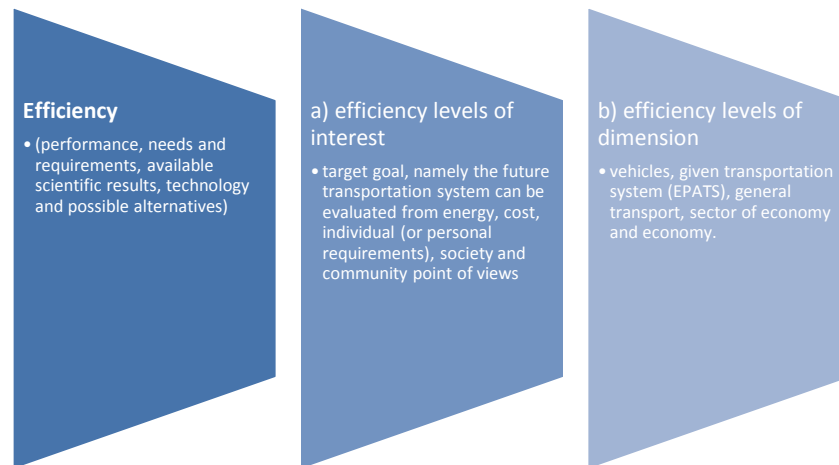 Efficiency
• (performance, needs and
requirements, available
scientific results, technology
and possible alternatives)
a) efficiency levels of
interest
• target goal, namely the future
transportation system can be
evaluated from energy, cost,
individual (or personal
requirements), society and
community point of views
b) efficiency levels of
dimension
• vehicles, given transportation
system (EPATS), general
transport, sector of economy
and economy.